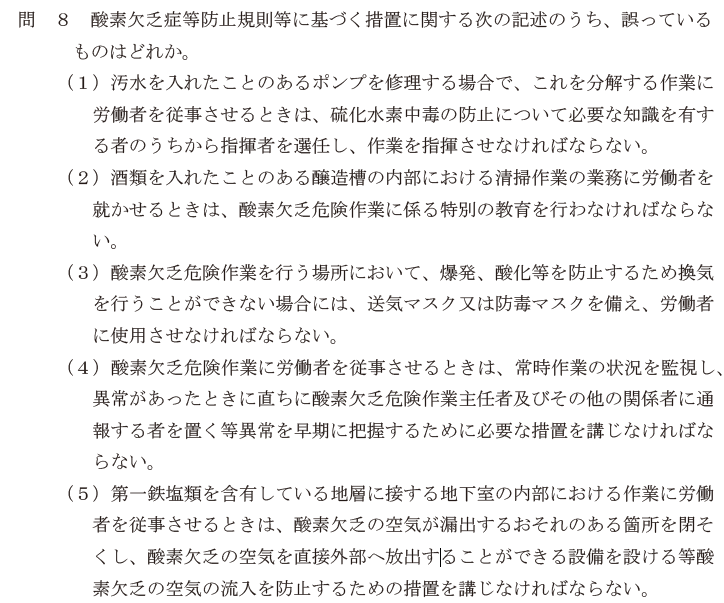 問 8 酸素欠乏症等防止規則等に基づく措置に関する次の記述のうち、誤っている
ものはどれか。
(1)汚水を入れたことのあるポンプを修理する場合で、これを分解する作業に
労働者を従事させるときは、硫化水素中毒の防止について必要な知識を有す
る者のうちから指揮者を選任し、作業を指揮させなければならない。
(2)酒類を入れたことのある醸造槽の内部における清掃作業の業務に労働者を
就かせるときは、酸素欠乏危険作業に係る特別の教育を行わなければならな
い。
(3)酸素欠乏危険作業を行う場所において、爆発、酸化等を防止するため換気
を行うことができない場合には、送気マスク又は防毒マスクを備え、労働者
に使用させなければならない。
(4)酸素欠乏危険作業に労働者を従事させるときは、常時作業の状況を監視し、
異常があったときに直ちに酸素欠乏危険作業主任者及びその他の関係者に通
報する者を置く等異常を早期に把握するために必要な措置を講じなければな
らない。
(5)第一鉄塩類を含有している地層に接する地下室の内部における作業に労働
者を従事させるときは、酸素欠乏の空気が漏出するおそれのある箇所を閉そ
くし、酸素欠乏の空気を直接外部へ放出することができる設備を設ける等酸
素欠乏の空気の流入を防止するための措置を講じなければならない。